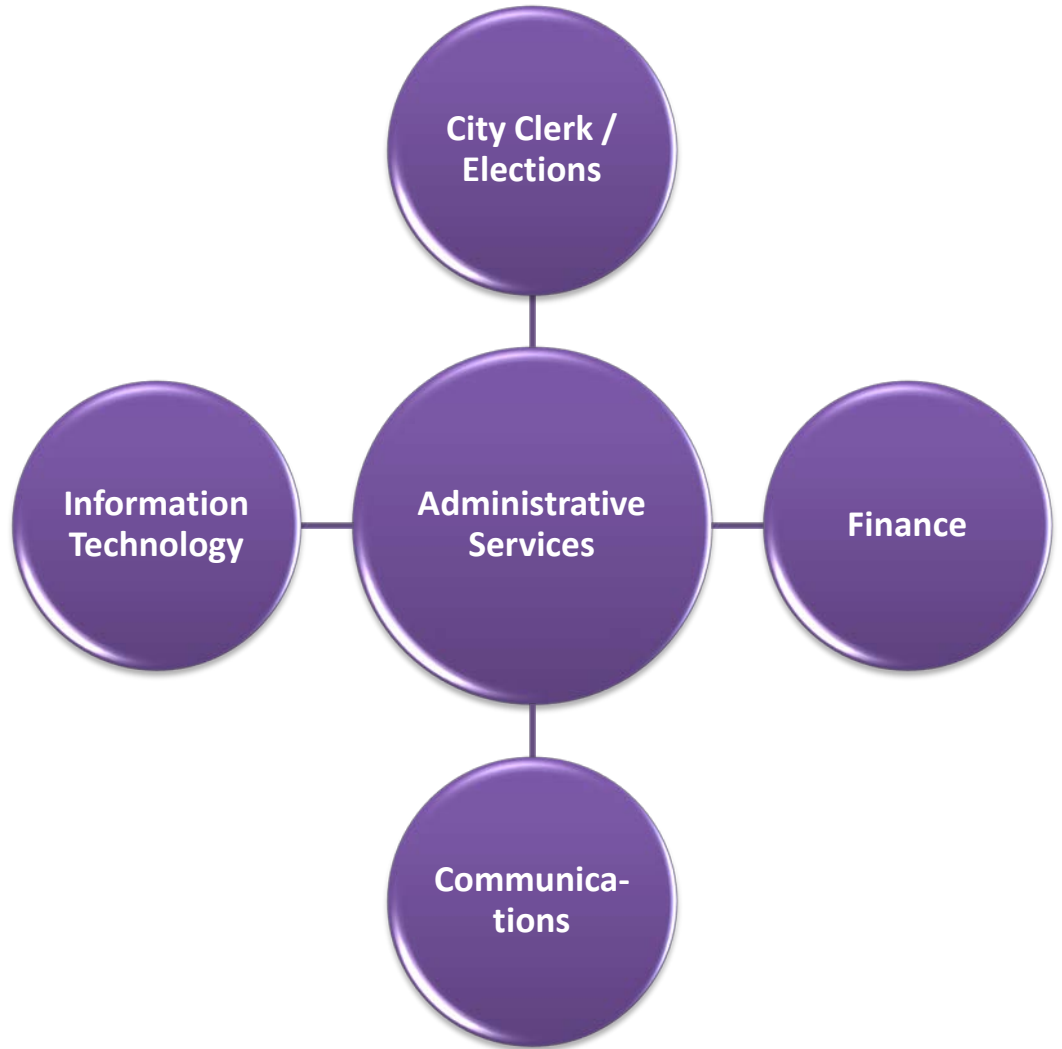 City Clerk /
Elections
Information
Technology
Administrative
Services
Finance
Communica-
tions